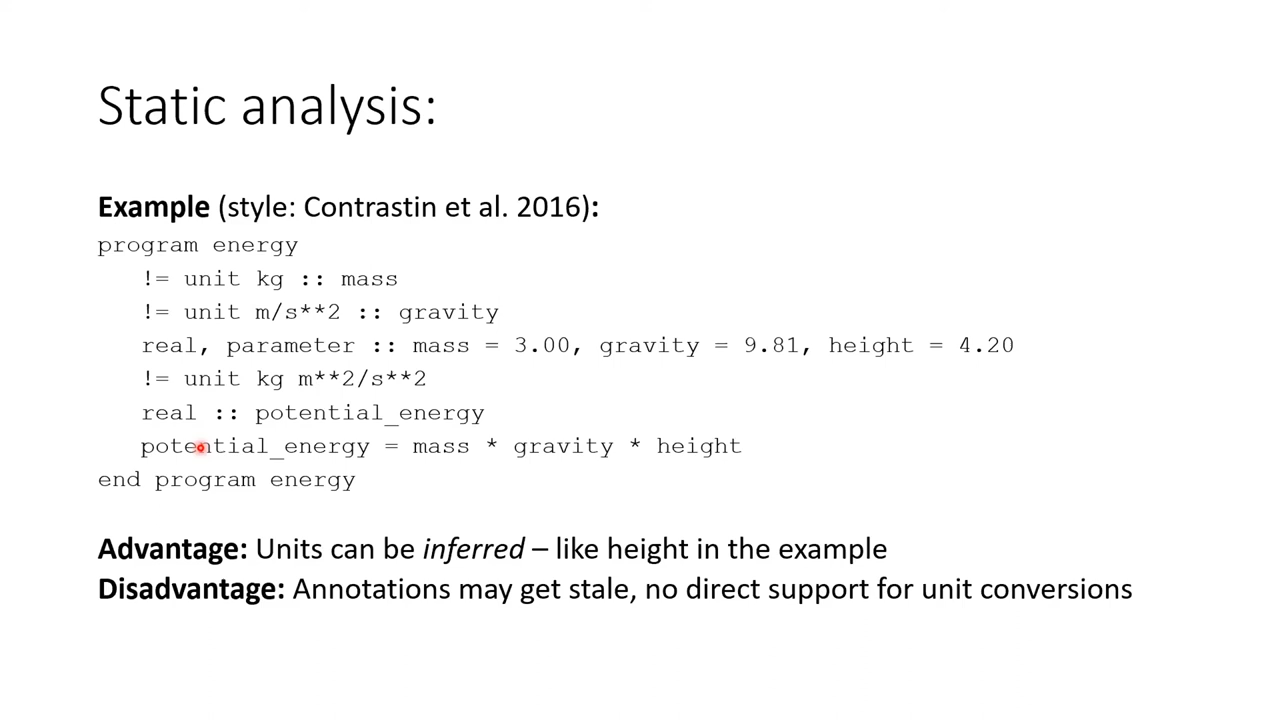 Static analysis:
Example (style: Contrastin et al. 2016):
program energy
!= unit kg :: mass
!= unit m/s**2 :: gravity
real, parameter :: mass = 3.00, gravity = 9.81, height = 4.20
!= unit kg m**2/s**2
real :: potential_energy
potential_energy = mass * gravity * height
end program energy
Advantage: Units can be inferred – like height in the example
Disadvantage: Annotations may get stale, no direct support for unit conversions